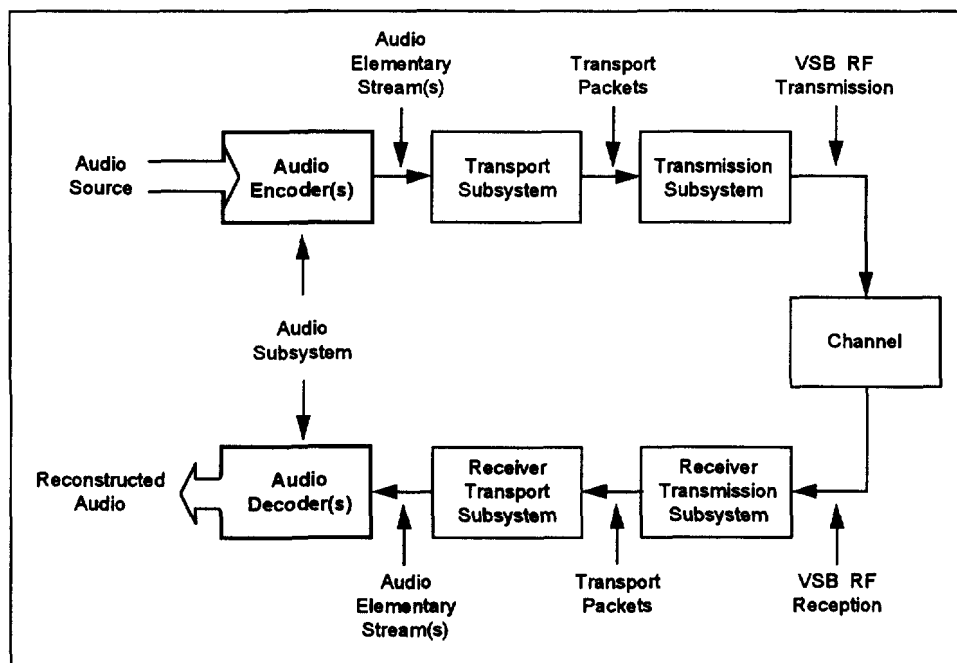 Audio
Elementary
Stream(s)
Transport
Packets
VSB RF
Transmission
Audio
Source
Audio
Encoder(s)
Transport
Subsystem
Transmission
Subsystem
Audio
Subsystem
Channel
Reconstructed
Audio
Audio
Decoder(s)
Receiver
Transport
Subsystem
Receiver
Transmission
Subsystem
Audio
Elementary
Stream(s)
Transport
Packets
VSB RF
Reception